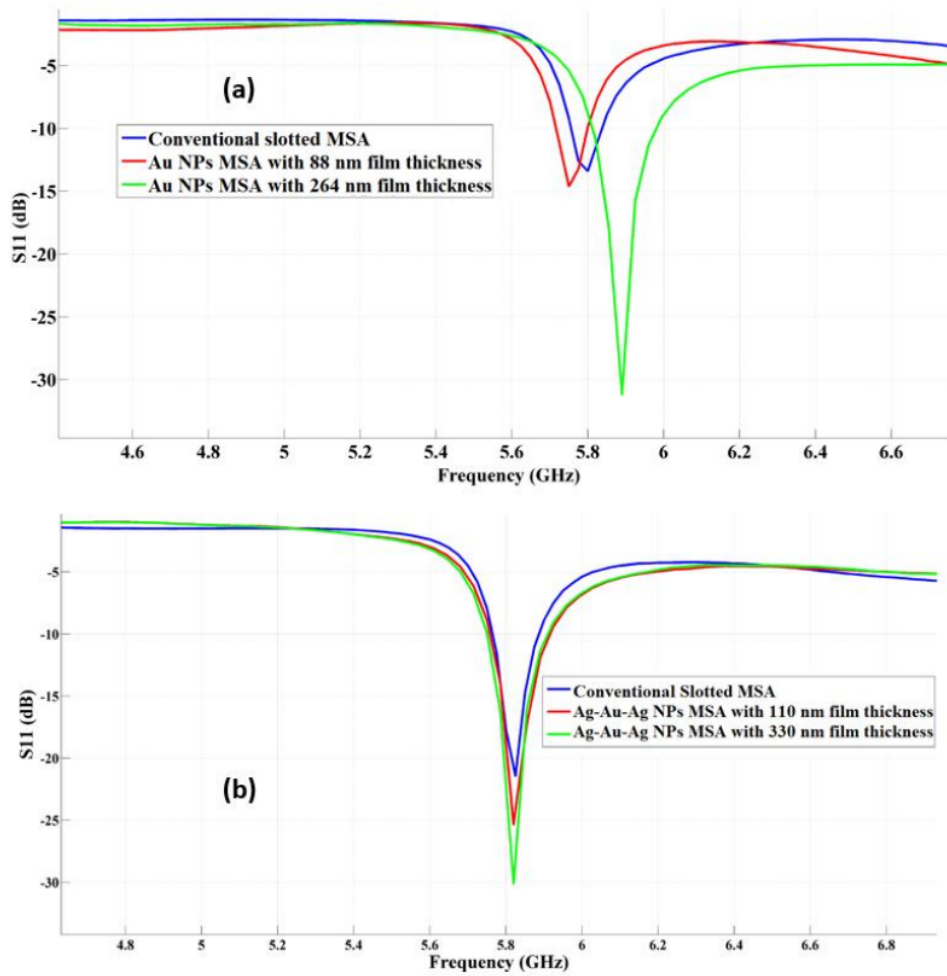 (a)
Conventional slotted MSA
Au NPs MSA with 88 nm film thickness
Au NPs MSA with 264 nm film thickness
S11 (dB)
-5
-10
-15
-20
-25
-30
4.6 4.8 5 5.2 5.4 5.6 5.8 6 6.2 6.4 6.6
Frequency (GHz)
-5
-10
-15
-20
-25
-30
S11 (dB)
Conventional Slotted MSA
Ag-Au-Ag NPs MSA with 110 nm film thickness
Ag-Au-Ag NPs MSA with 330 nm film thickness
(b)
4.8 5 5.2 5.4 5.6 5.8 6 6.2 6.4 6.6 6.8
Frequency (GHz)